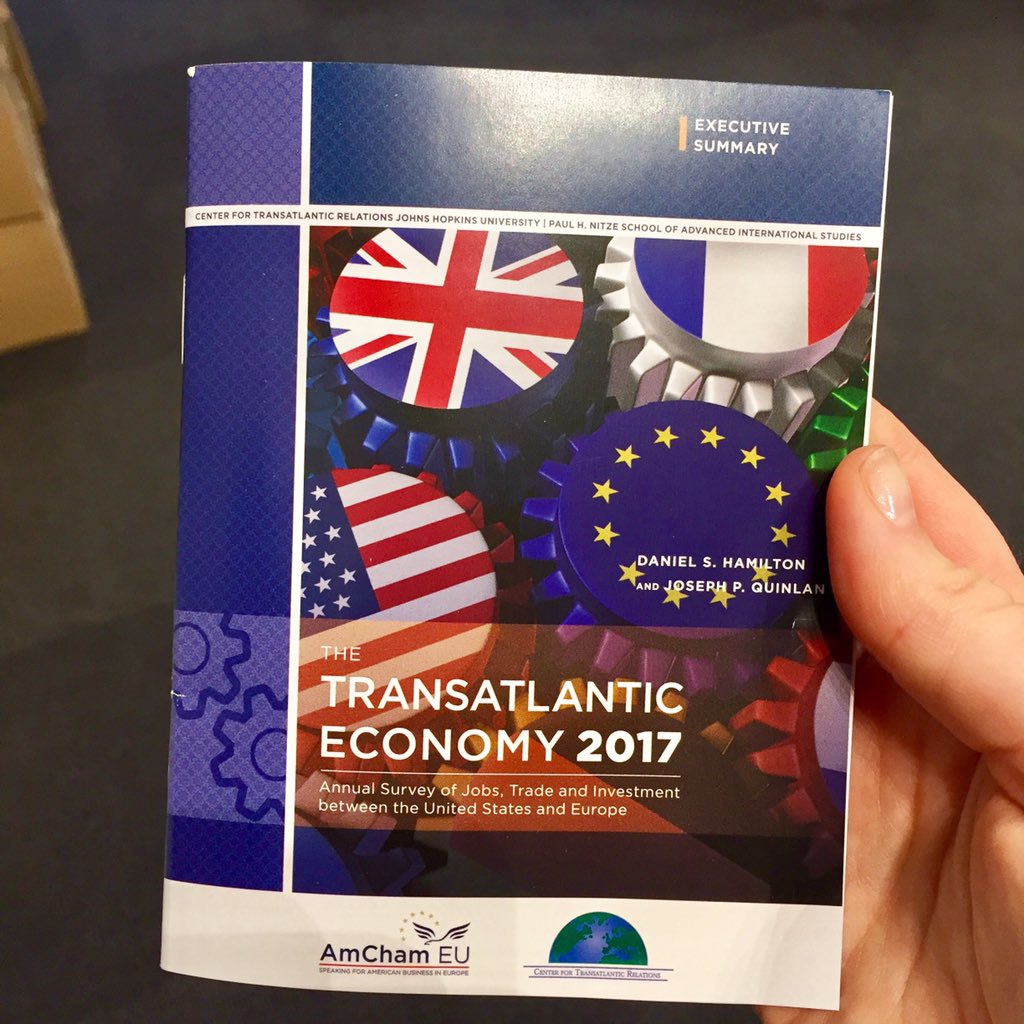 EXECUTIVE
SUMMARY
CENTER FOR TRANSATLANTIC RELATIONS JOHNS HOPKINS UNIVERSITY | PAUL H. NITZE SCHOOL OF ADVANCED INTERNATIONAL STUDIES
DANIEL S. HAMILTON
AND JOSEPH P. QUINLAN
THE
TRANSATLANTIC
ECONOMY 2017
Annual Survey of Jobs, Trade and Investment
between the United States and Europe
AmCham EU
SPEAKING FOR AMERICAN BUSINESS IN EUROPE
CENTER FOR TRANSATLANTIC RELATIONS